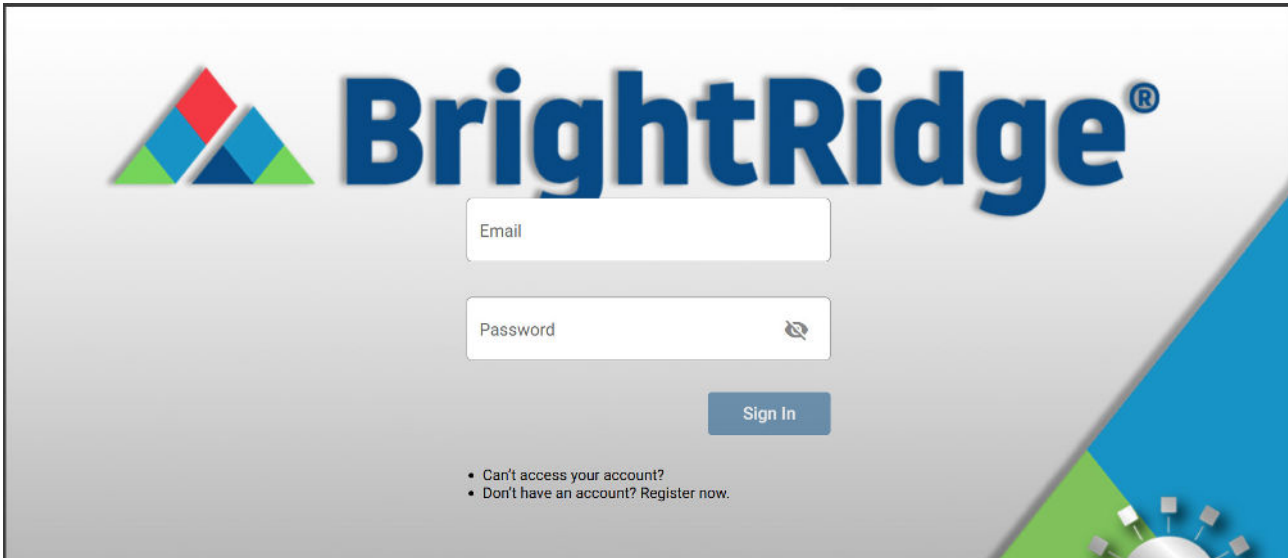 BrightRidge®
Email
Password
Sign In
• Can't access your account?
• Don't have an account? Register now.